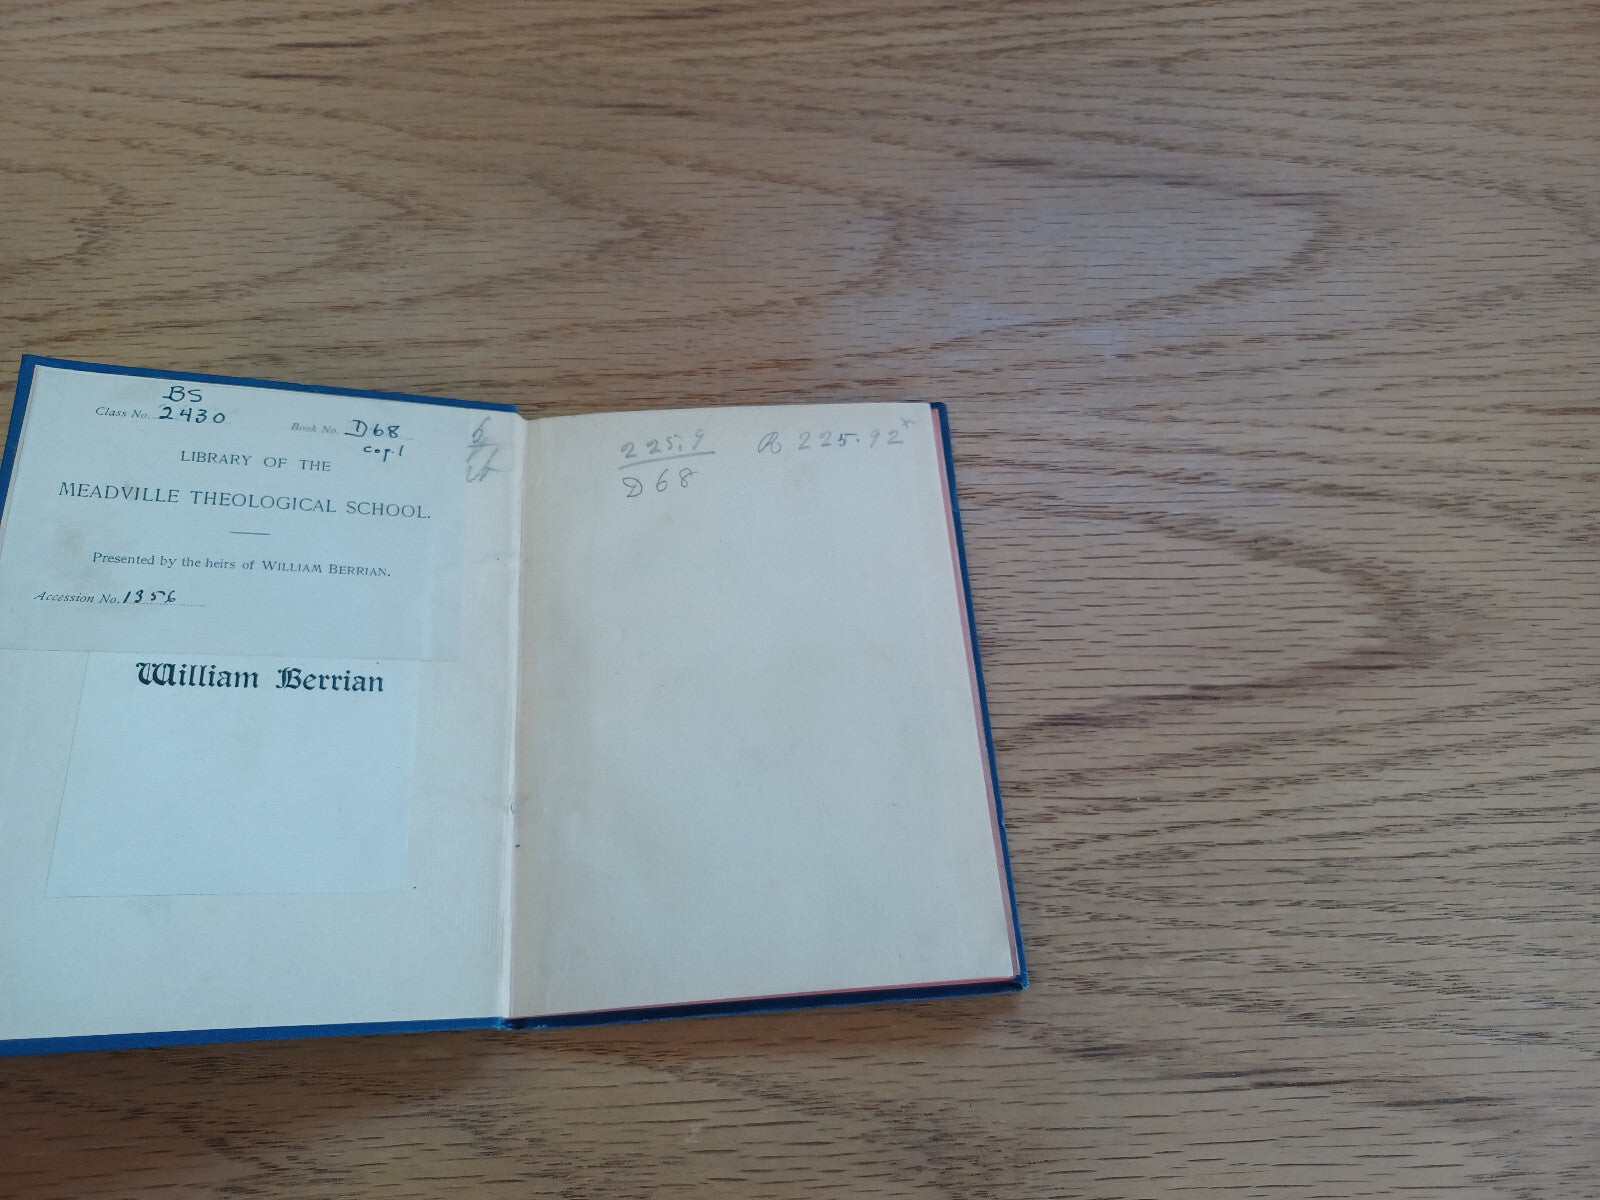 BS
Class No. 2430
Book No. D68
cop.1
LIBRARY OF THE
MEADVILLE THEOLOGICAL SCHOOL.
Presented by the heirs of WILLIAM BERRIAN.
Accession No. 1356
William Berrian
225.9
D68
R 225.92*